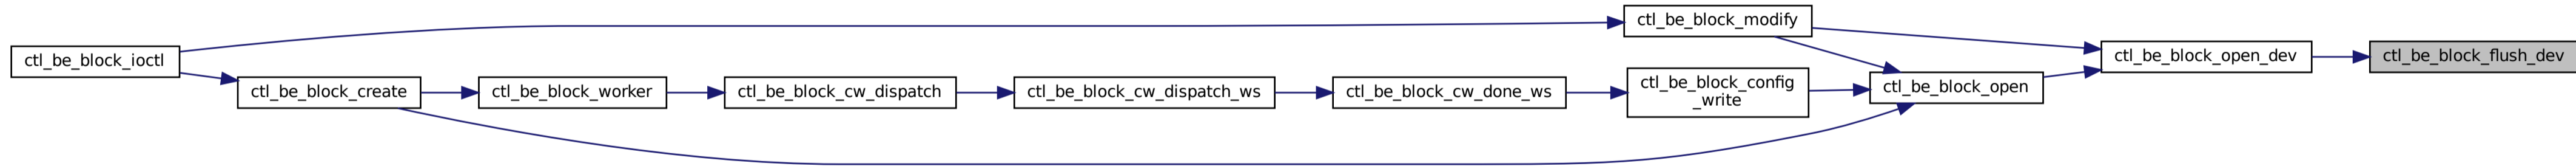 ctl_be_block_ioctl
ctl_be_block_create
ctl_be_block_worker
ctl_be_block_cw_dispatch
ctl_be_block_cw_dispatch_ws
ctl_be_block_cw_done_ws
ctl_be_block_modify
ctl_be_block_config
_write
ctl_be_block_open
ctl_be_block_open_dev
ctl_be_block_flush_dev